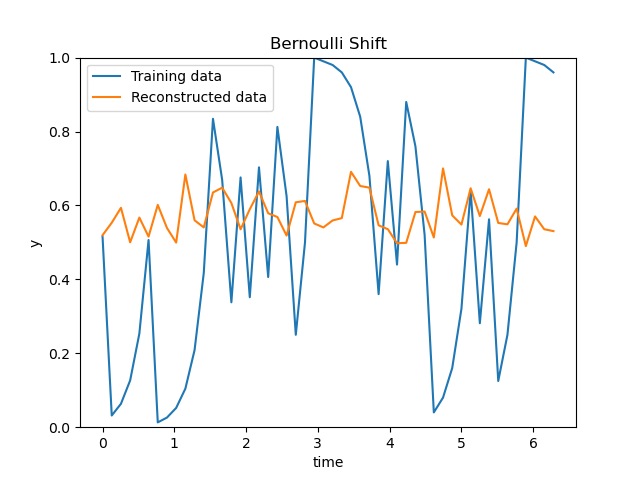 Bernoulli Shift
Training data
Reconstructed data
1.0
0.8
0.6
0.4
0.2
0.0
y
0 1 2 3 4 5 6
time